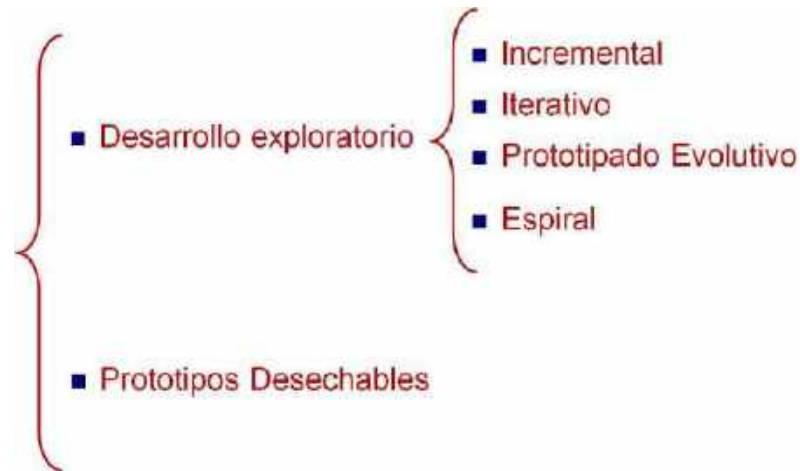 Desarrollo exploratorio
Incremental
Iterativo
Prototipado Evolutivo
Espiral
Prototipos Desechables